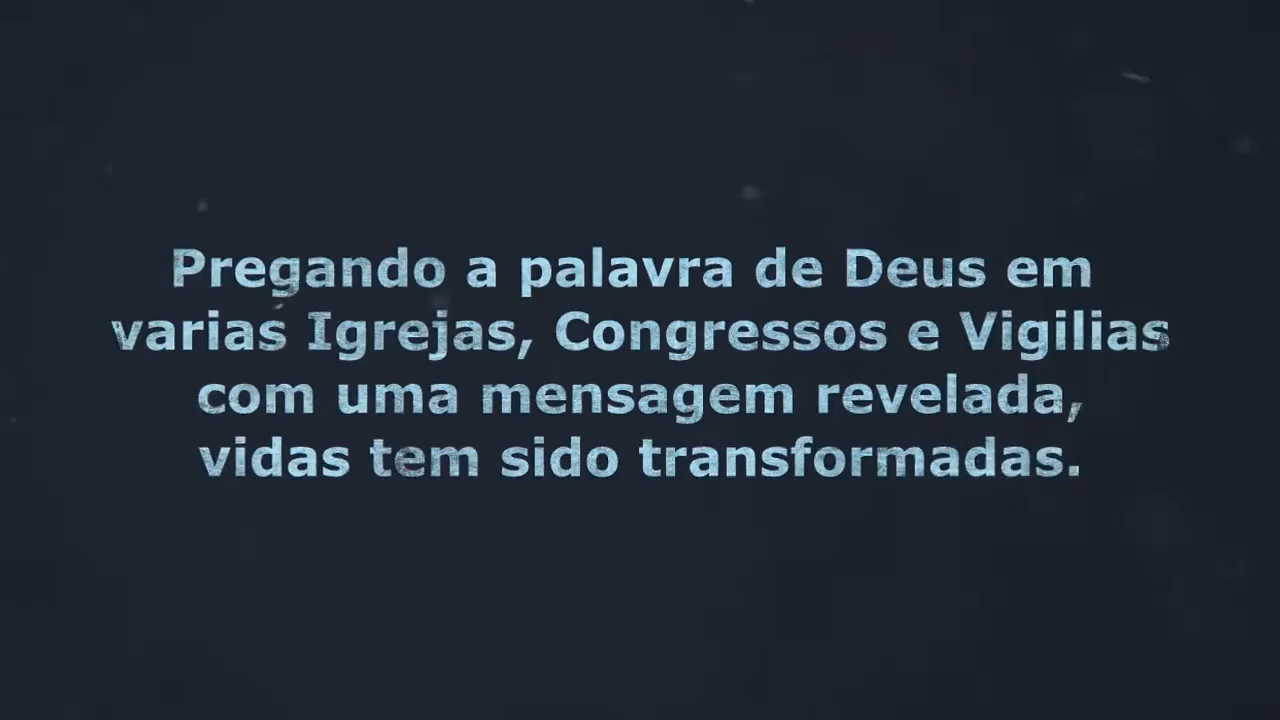 Pregando a palavra de Deus em
varias Igrejas, Congressos e Vigilias
com uma mensagem revelada,
vidas tem sido transformadas.